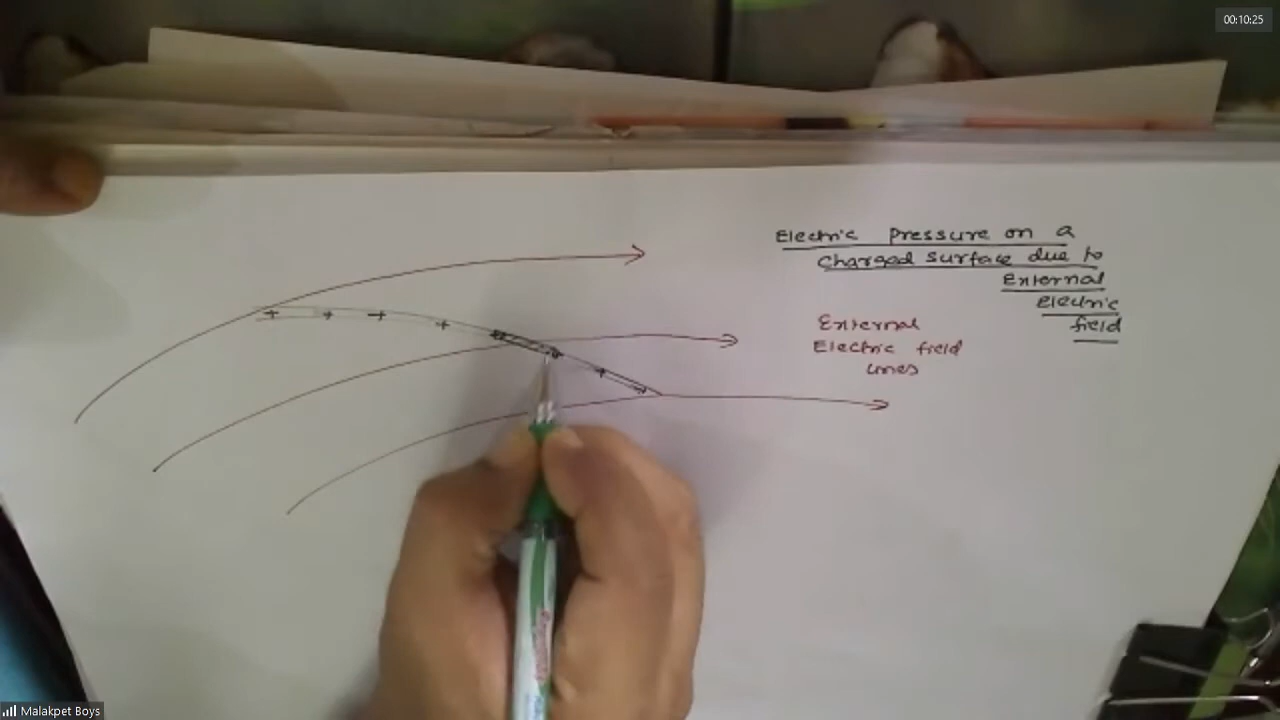 00:10:25
Electric Pressure on a
Charged Surface due to
External
Electric
field
External
Electric field
Lines
+ + + + + +
Malakpet Boys